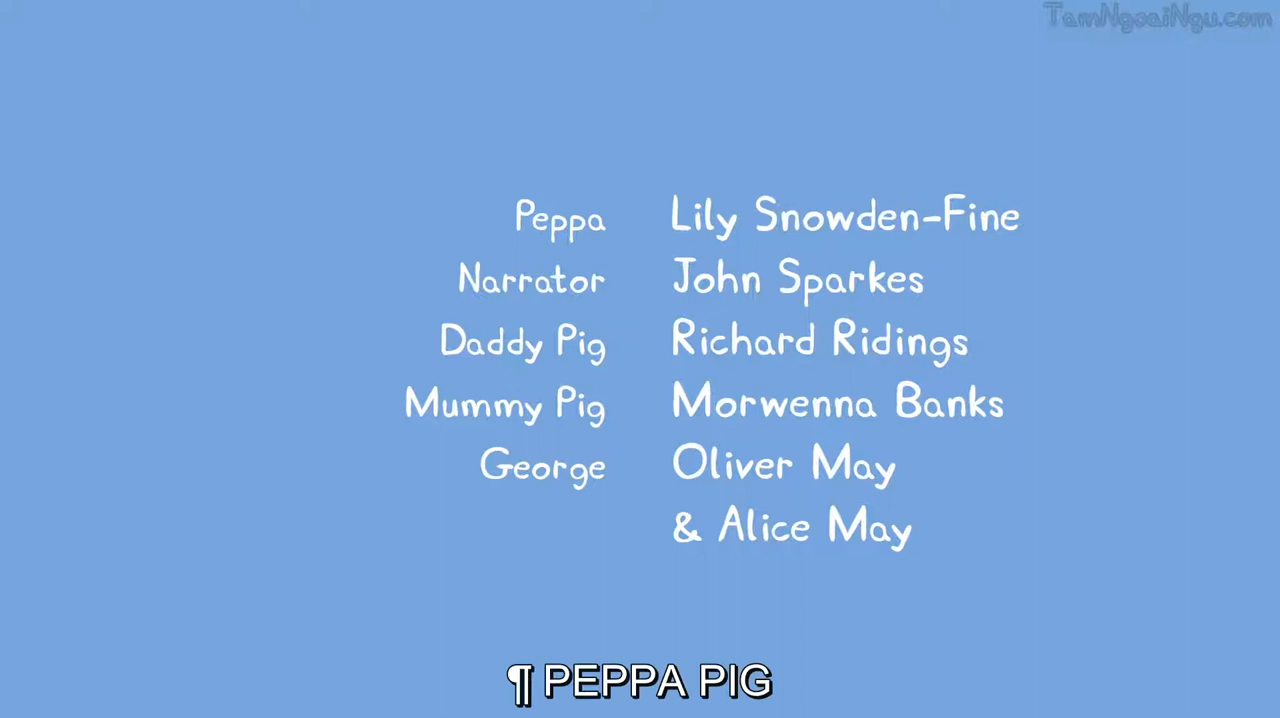 TamNgoaiNgu.com
Peppa Lily Snowden-Fine
Narrator John Sparkes
Daddy Pig Richard Ridings
Mummy Pig Morwenna Banks
George Oliver May
& Alice May
¶ PEPPA PIG